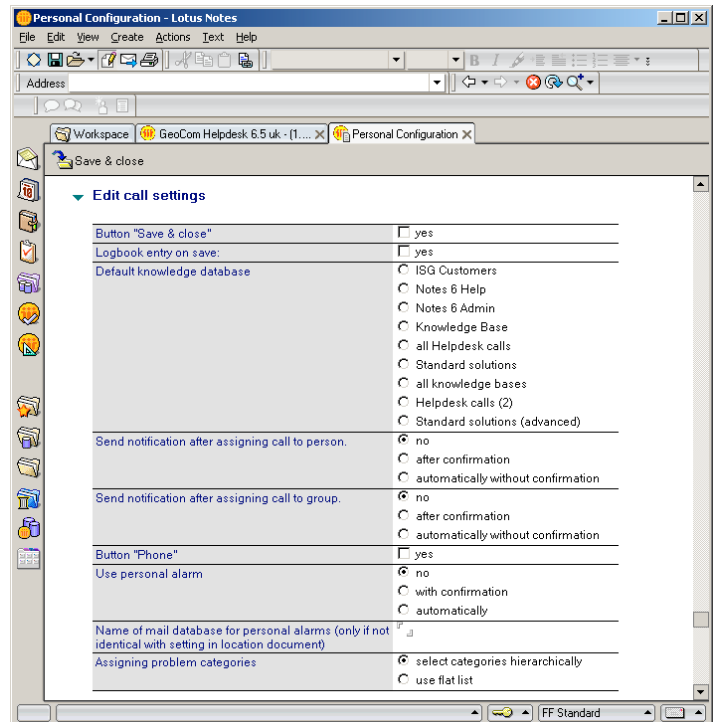 Personal Configuration - Lotus Notes
File Edit View Create Actions Text Help
B I
Address
Workspace GeoCom Helpdesk 6.5 uk - (1.... Personal Configuration
Save & close
Edit call settings
Button "Save & close" yes
Logbook entry on save: yes
Default knowledge database ISG Customers
Notes 6 Help
Notes 6 Admin
Knowledge Base
all Helpdesk calls
Standard solutions
all knowledge bases
Helpdesk calls (2)
Standard solutions (advanced)
Send notification after assigning call to person. no
after confirmation
automatically without confirmation
Send notification after assigning call to group. no
after confirmation
automatically without confirmation
Button "Phone" yes
Use personal alarm no
with confirmation
automatically
Name of mail database for personal alarms (only if not
identical with setting in location document)
Assigning problem categories select categories hierarchically
use flat list
FF Standard